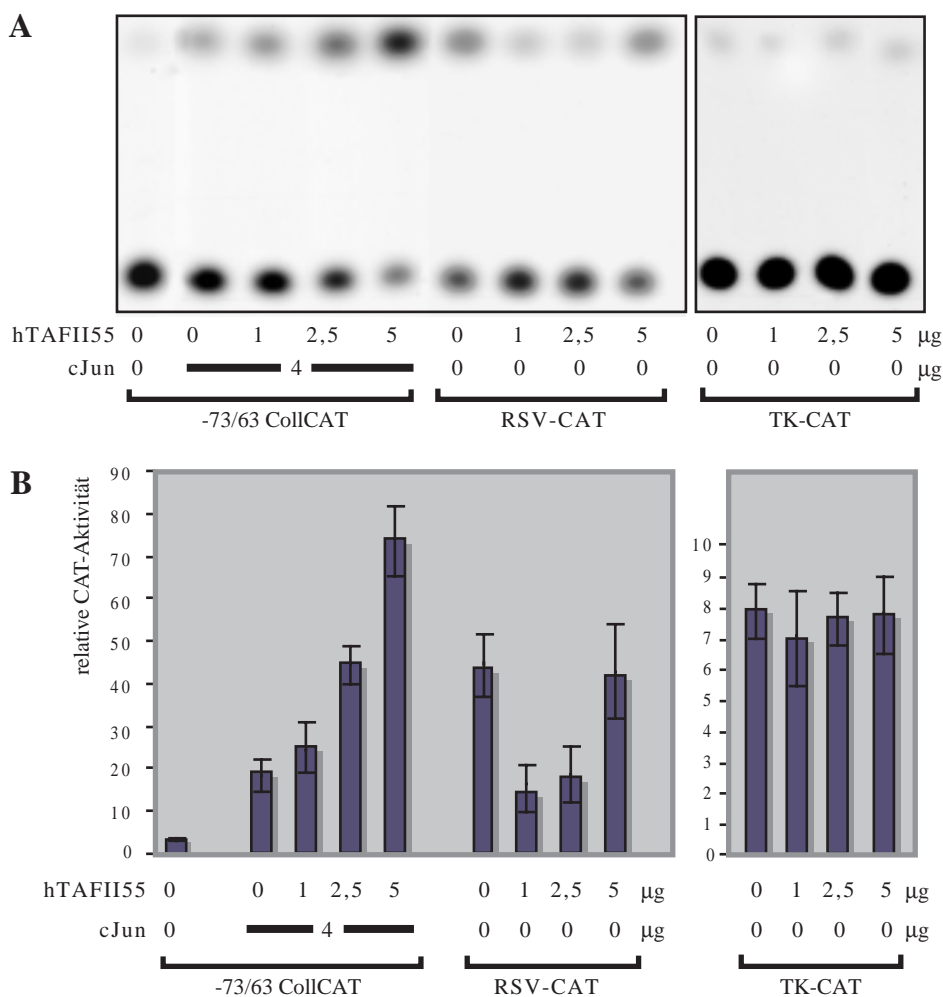 A
hTAFII55 0 0 1 2,5 5 0 1 2,5 5 0 1 2,5 5 µg
cJun 0 4 0 0 0 0 0 0 0 0 µg
-73/63 CollCAT RSV-CAT TK-CAT
B
relative CAT-Aktivität
90
80
70
60
50
40
30
20
10
0
10
9
8
7
6
5
4
3
2
1
0
hTAFII55 0 0 1 2,5 5 0 1 2,5 5 µg 0 1 2,5 5 µg
cJun 0 4 0 0 0 0 µg 0 0 0 0 µg
-73/63 CollCAT RSV-CAT TK-CAT